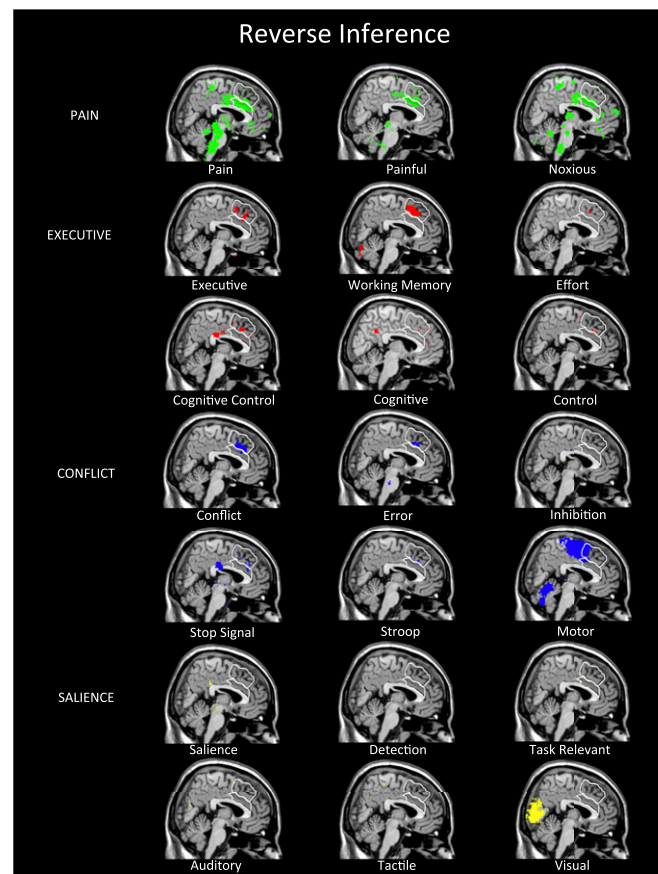 Reverse Inference
PAIN
Pain Painful Noxious
EXECUTIVE
Executive Working Memory Effort
Cognitive Control Cognitive Control
CONFLICT
Conflict Error Inhibition
Stop Signal Stroop Motor
SALIENCE
Salience Detection Task Relevant
Auditory Tactile Visual